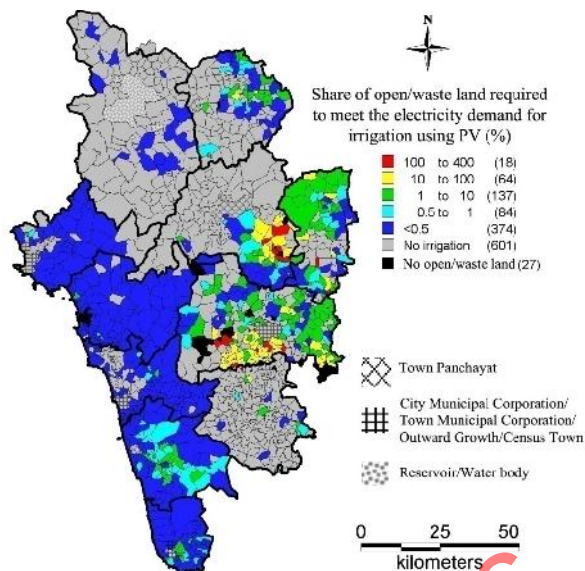 N
Share of open/waste land required
to meet the electricity demand for
irrigation using PV (%)
100 to 400 (18)
10 to 100 (64)
1 to 10 (137)
0.5 to 1 (84)
<0.5 (374)
No irrigation (601)
No open/waste land (27)
Town Panchayat
City Municipal Corporation/
Town Municipal Corporation/
Outward Growth/Census Town
Reservoir/Water body
0 25 50
kilometers